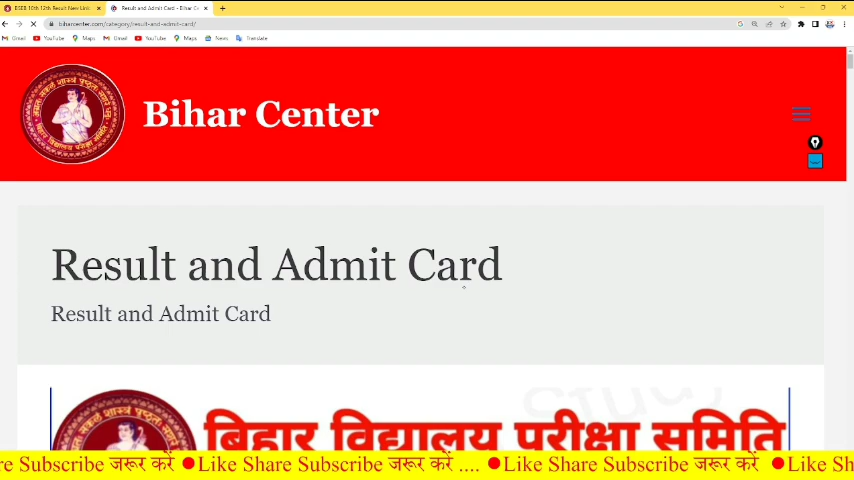 BSEB 10th 12th Result New Link
Result and Admit Card - Bihar Ce
biharcenter.com/category/result-and-admit-card/
Gmail YouTube Maps Gmail YouTube Maps News Translate
Bihar Center
Result and Admit Card
Result and Admit Card
बिहार विद्यालय परीक्षा समिति
re Subscribe जरूर करें ●Like Share Subscribe जरूर करें .... ●Like Share Subscribe जरूर करें ●Like Sh